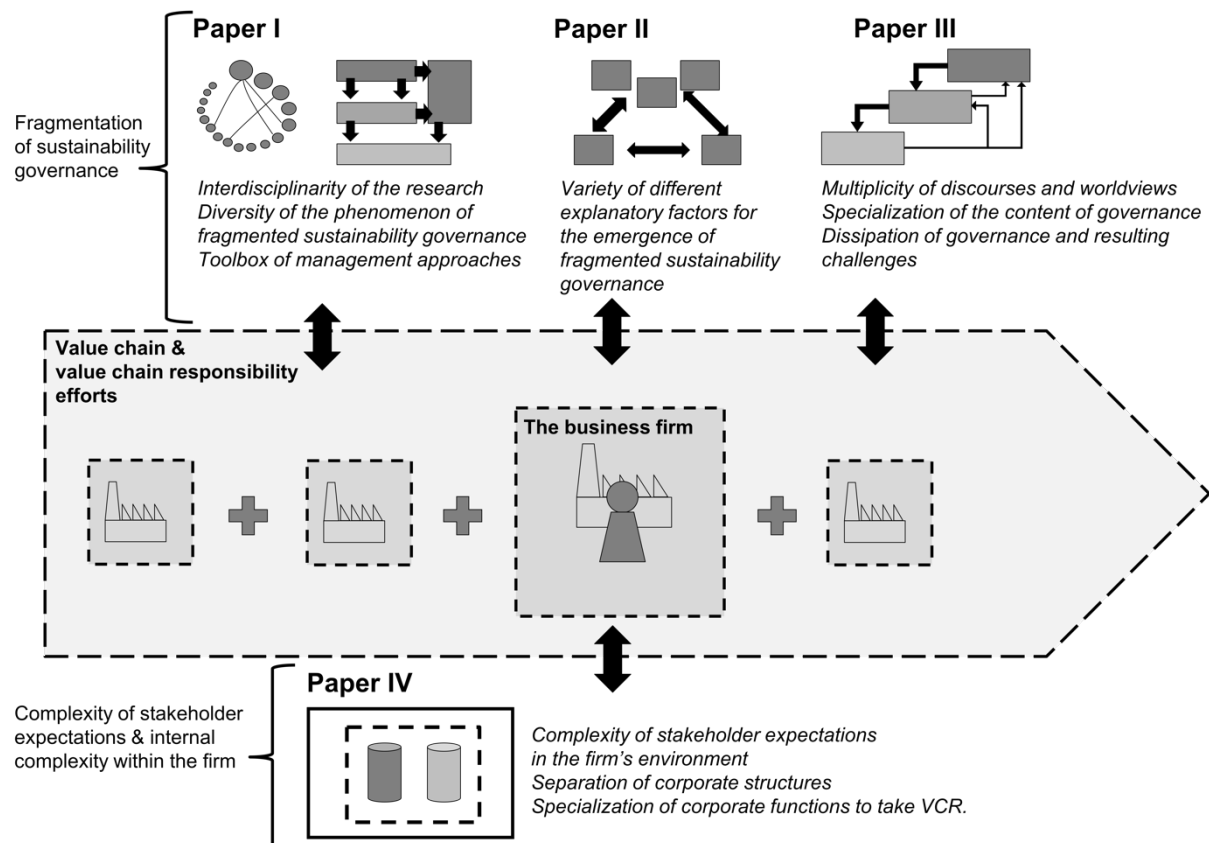 Paper I
Paper II
Paper III
Fragmentation
of sustainability
governance
Interdisciplinarity of the research
Diversity of the phenomenon of
fragmented sustainability governance
Toolbox of management approaches
Variety of different
explanatory factors for
the emergence of
fragmented sustainability
governance
Multiplicity of discourses and worldviews
Specialization of the content of governance
Dissipation of governance and resulting
challenges
Value chain &
value chain responsibility
efforts
The business firm
Paper IV
Complexity of stakeholder
expectations & internal
complexity within the firm
Complexity of stakeholder expectations
in the firm's environment
Separation of corporate structures
Specialization of corporate functions to take VCR.